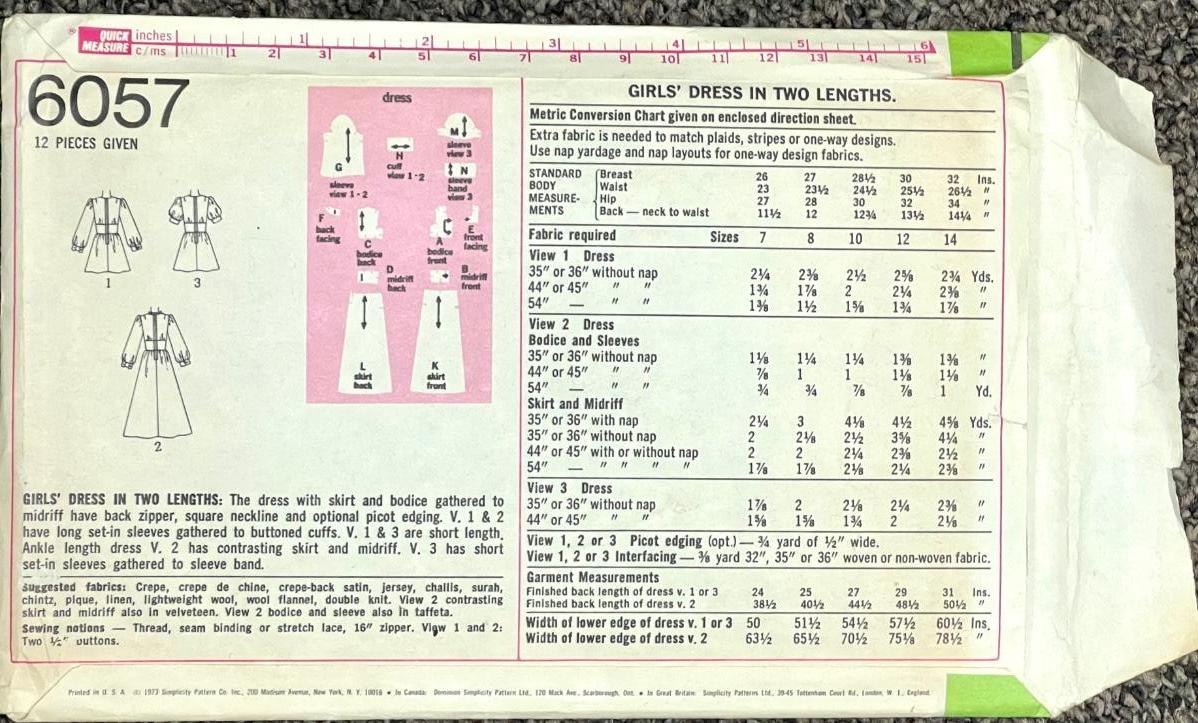 QUICK MEASURE inches
c/ms
1 2 3 4 5 6
1 2 3 4 5 6 7 8 9 10 11 12 13 14 15
6057
12 PIECES GIVEN
1
3
2
dress
G
sleeve
view 1 - 2
H
cuff
view 1-2
M
sleeve
view 3
N
sleeve
band
view 3
F
back
facing
C
bodice
back
A
bodice
front
E
front
facing
D
midriff
back
B
midriff
front
L
skirt
back
K
skirt
front
GIRLS' DRESS IN TWO LENGTHS: The dress with skirt and bodice gathered to
midriff have back zipper, square neckline and optional picot edging. V. 1 & 2
have long set-in sleeves gathered to buttoned cuffs. V. 1 & 3 are short length.
Ankle length dress V. 2 has contrasting skirt and midriff. V. 3 has short
set-in sleeves gathered to sleeve band.
Suggested fabrics: Crepe, crepe de chine, crepe-back satin, jersey, challis, surah,
chintz, pique, linen, lightweight wool, wool flannel, double knit. View 2 contrasting
skirt and midriff also in velveteen. View 2 bodice and sleeve also in taffeta.
Sewing notions — Thread, seam binding or stretch lace, 16" zipper. View 1 and 2:
Two ½" buttons.
GIRLS' DRESS IN TWO LENGTHS.
Metric Conversion Chart given on enclosed direction sheet.
Extra fabric is needed to match plaids, stripes or one-way designs.
Use nap yardage and nap layouts for one-way design fabrics.
STANDARD Breast 26 27 28½ 30 32 Ins.
BODY Waist 23 23½ 24½ 25½ 26½ "
MEASURE- Hip 27 28 30 32 34 "
MENTS Back — neck to waist 11½ 12 12¾ 13½ 14¼ "
Fabric required Sizes 7 8 10 12 14
View 1 Dress
35" or 36" without nap 2¼ 2⅜ 2½ 2⅝ 2¾ Yds.
44" or 45" " " 1¾ 1⅞ 2 2¼ 2⅜ "
54" — " " 1⅜ 1½ 1⅝ 1¾ 1⅞ "
View 2 Dress
Bodice and Sleeves
35" or 36" without nap 1⅛ 1¼ 1¼ 1⅜ 1⅜ "
44" or 45" " " ⅞ 1 1 1⅛ 1⅛ "
54" — " " ¾ ¾ ⅞ ⅞ 1 Yd.
Skirt and Midriff
35" or 36" with nap 2¼ 3 4⅛ 4½ 4⅝ Yds.
35" or 36" without nap 2 2⅛ 2½ 3⅝ 4¼ "
44" or 45" with or without nap 2 2 2¼ 2⅜ 2½ "
54" — " " " " 1⅞ 1⅞ 2⅛ 2¼ 2⅜ "
View 3 Dress
35" or 36" without nap 1⅞ 2 2⅛ 2¼ 2⅜ "
44" or 45" " " 1⅝ 1⅝ 1¾ 2 2⅛ "
View 1, 2 or 3 Picot edging (opt.) — ¾ yard of ½" wide.
View 1, 2 or 3 Interfacing — ⅜ yard 32", 35" or 36" woven or non-woven fabric.
Garment Measurements
Finished back length of dress v. 1 or 3 24 25 27 29 31 Ins.
Finished back length of dress v. 2 38½ 40½ 44½ 48½ 50½ "
Width of lower edge of dress v. 1 or 3 50 51½ 54½ 57½ 60½ Ins.
Width of lower edge of dress v. 2 63½ 65½ 70½ 75⅛ 78½ "
Printed in U. S. A. © 1973 Simplicity Pattern Co. Inc., 200 Madison Avenue, New York, N. Y. 10016 • In Canada: Dominion Simplicity Pattern Ltd., 120 Mack Ave., Scarborough, Ont. • In Great Britain: Simplicity Patterns Ltd., 39-45 Tottenham Court Rd., London, W. 1., England.